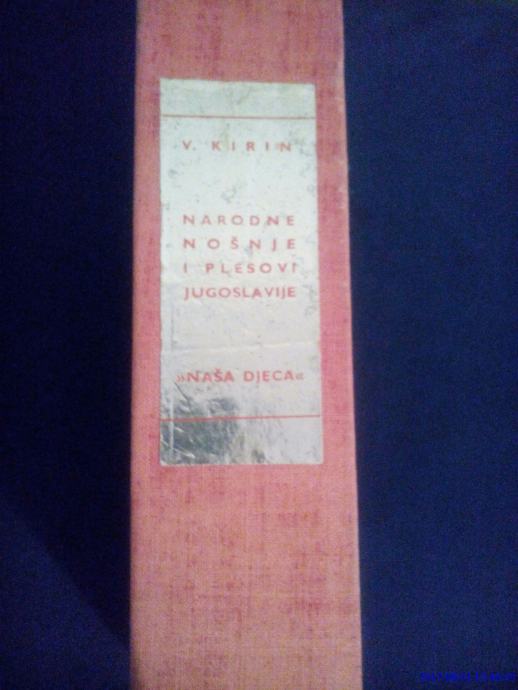 V. KIRIN
NARODNE
NOŠNJE
I PLESOVI
JUGOSLAVIJE
»NAŠA DJECA«